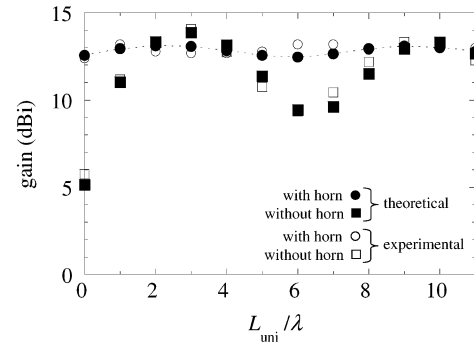 15
10
5
0
gain (dBi)
with horn
without horn
theoretical
with horn
without horn
experimental
0
2
4
6
8
10
L_uni/λ